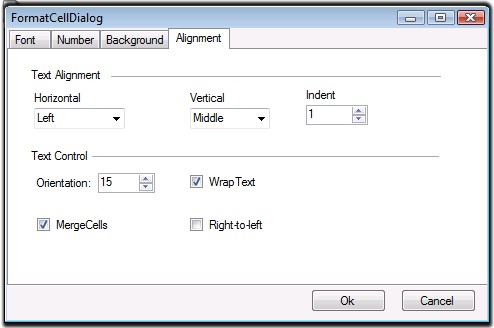 FormatCellDialog
Font Number Background Alignment
Text Alignment
Horizontal Vertical Indent
Left Middle 1
Text Control
Orientation: 15 WrapText
MergeCells Right-to-left
Ok Cancel